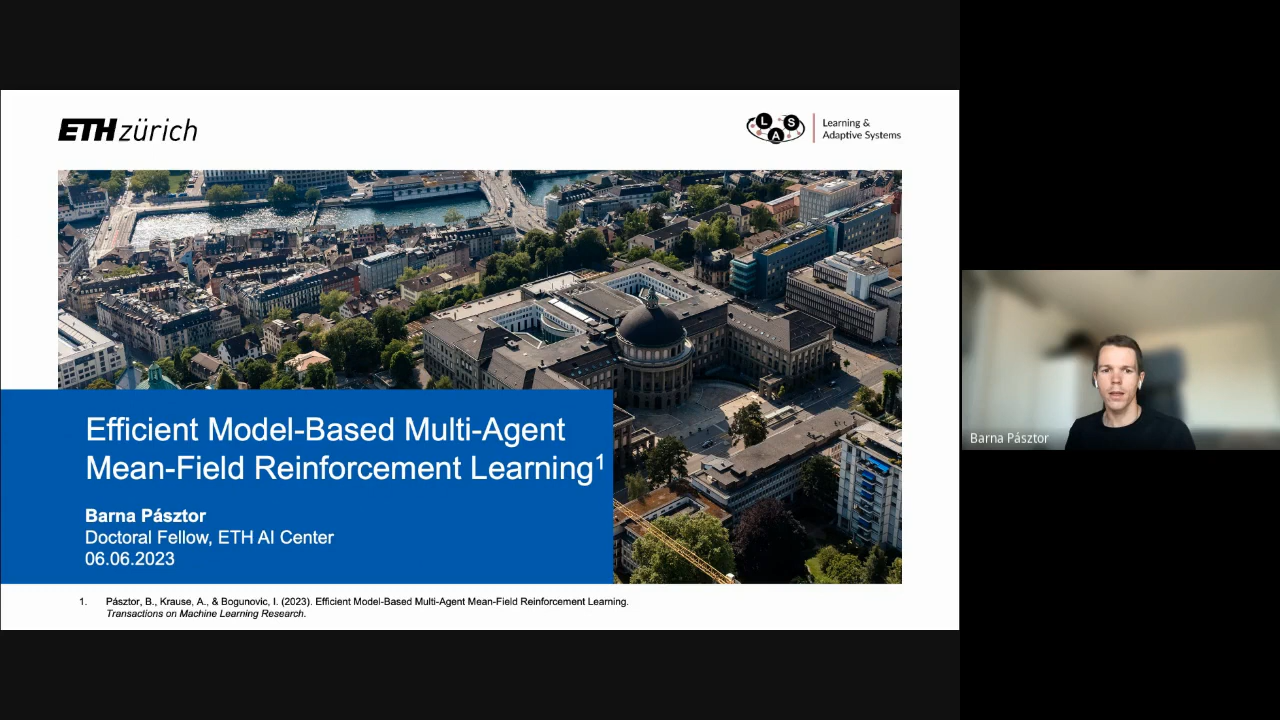 ETH zürich
L A S
Learning &
Adaptive Systems
Efficient Model-Based Multi-Agent
Mean-Field Reinforcement Learning¹
Barna Pásztor
Doctoral Fellow, ETH AI Center
06.06.2023
1. Pásztor, B., Krause, A., & Bogunovic, I. (2023). Efficient Model-Based Multi-Agent Mean-Field Reinforcement Learning.
Transactions on Machine Learning Research.
Barna Pásztor